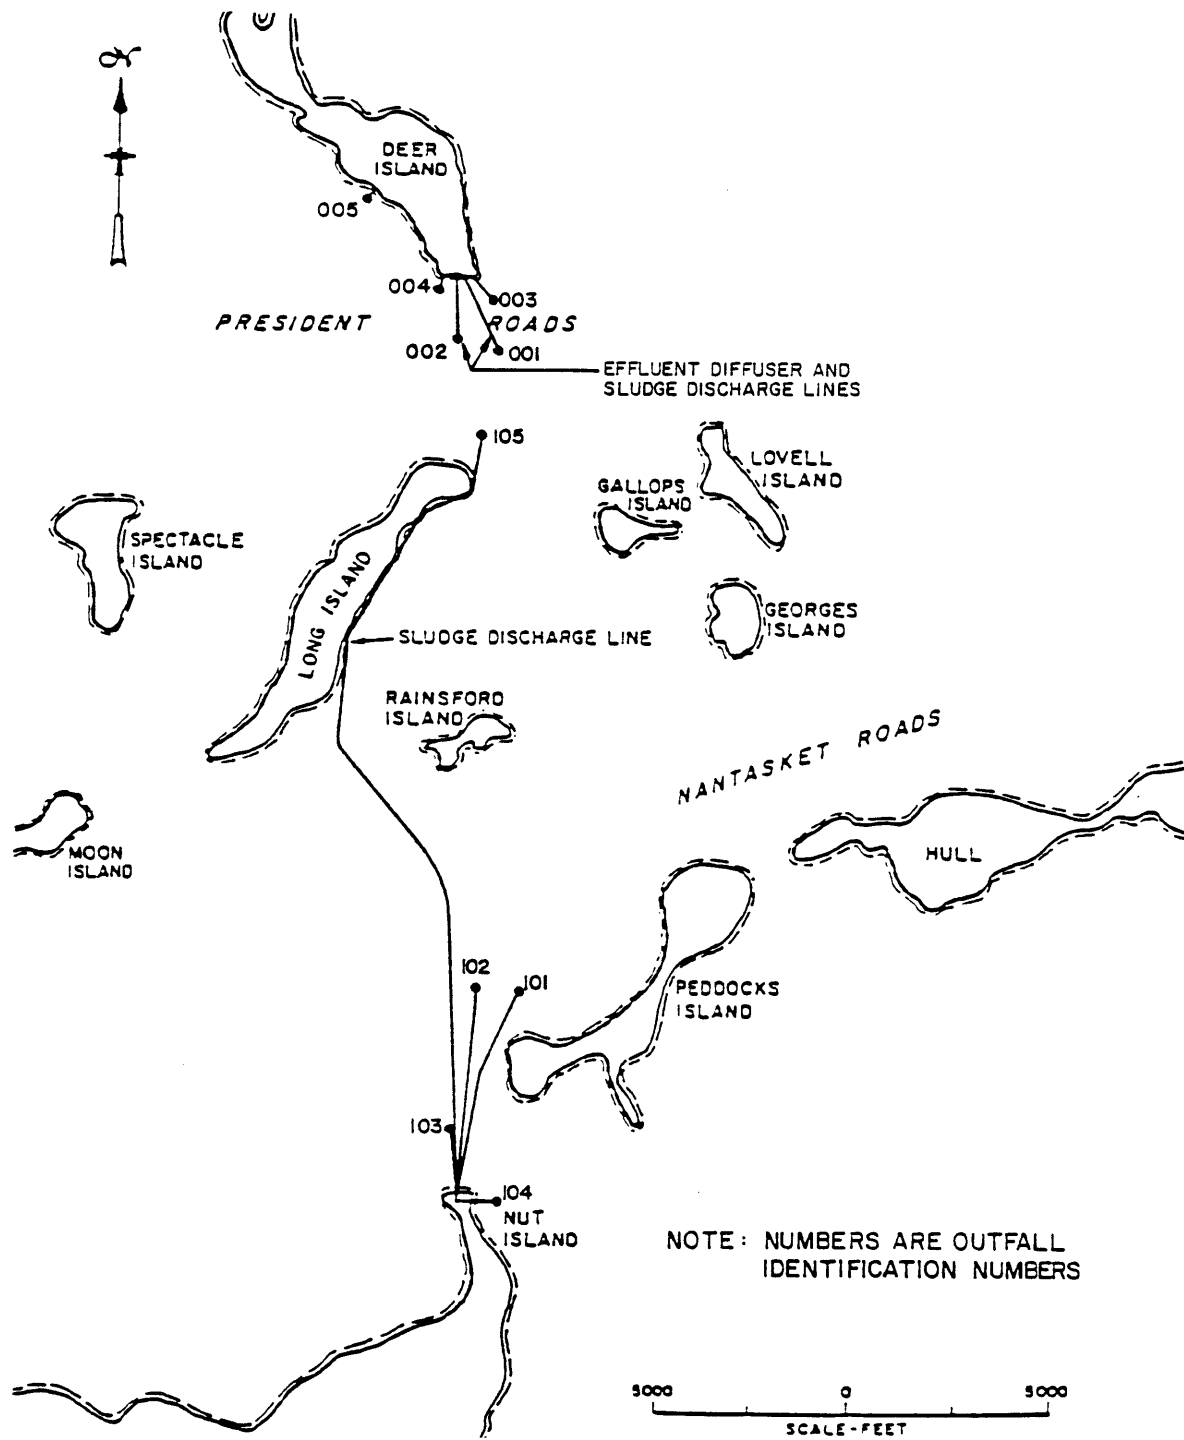 DEER
ISLAND
005
004
003
PRESIDENT ROADS
002
001
EFFLUENT DIFFUSER AND
SLUDGE DISCHARGE LINES
105
LOVELL
ISLAND
GALLOPS
ISLAND
SPECTACLE
ISLAND
LONG ISLAND
GEORGES
ISLAND
SLUDGE DISCHARGE LINE
RAINSFORD
ISLAND
NANTASKET ROADS
MOON
ISLAND
HULL
102
101
PEDDOCKS
ISLAND
103
104
NUT
ISLAND
NOTE: NUMBERS ARE OUTFALL
IDENTIFICATION NUMBERS
5000 0 5000
SCALE-FEET